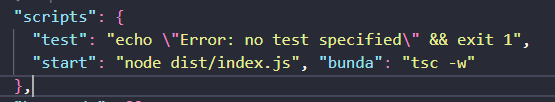 "scripts": {
"test": "echo \"Error: no test specified\" && exit 1",
"start": "node dist/index.js", "bunda": "tsc -w"
},